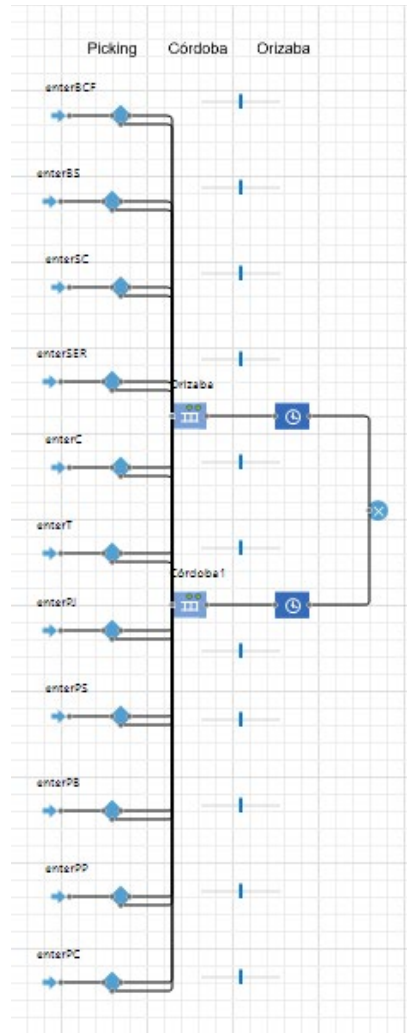 Picking Córdoba Orizaba
enterBCF
enterBS
enterSC
enterSER
Orizaba
enterC
enterT
Córdoba1
enterPJ
enterPS
enterPB
enterPP
enterPC